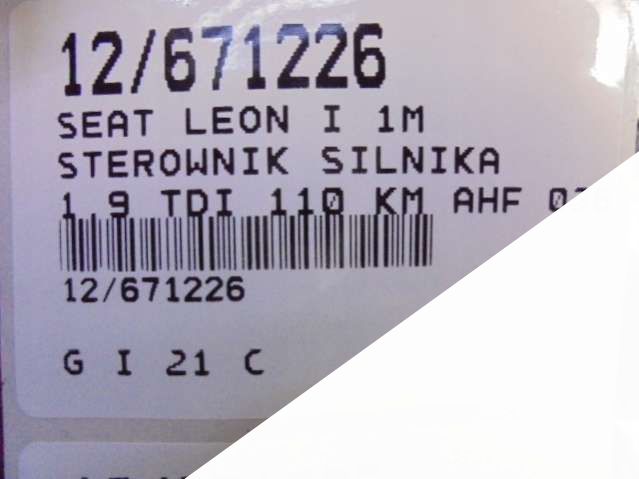 12/671226
SEAT LEON I 1M
STEROWNIK SILNIKA
1.9 TDI 110 KM AHF
12/671226
G I 21 C